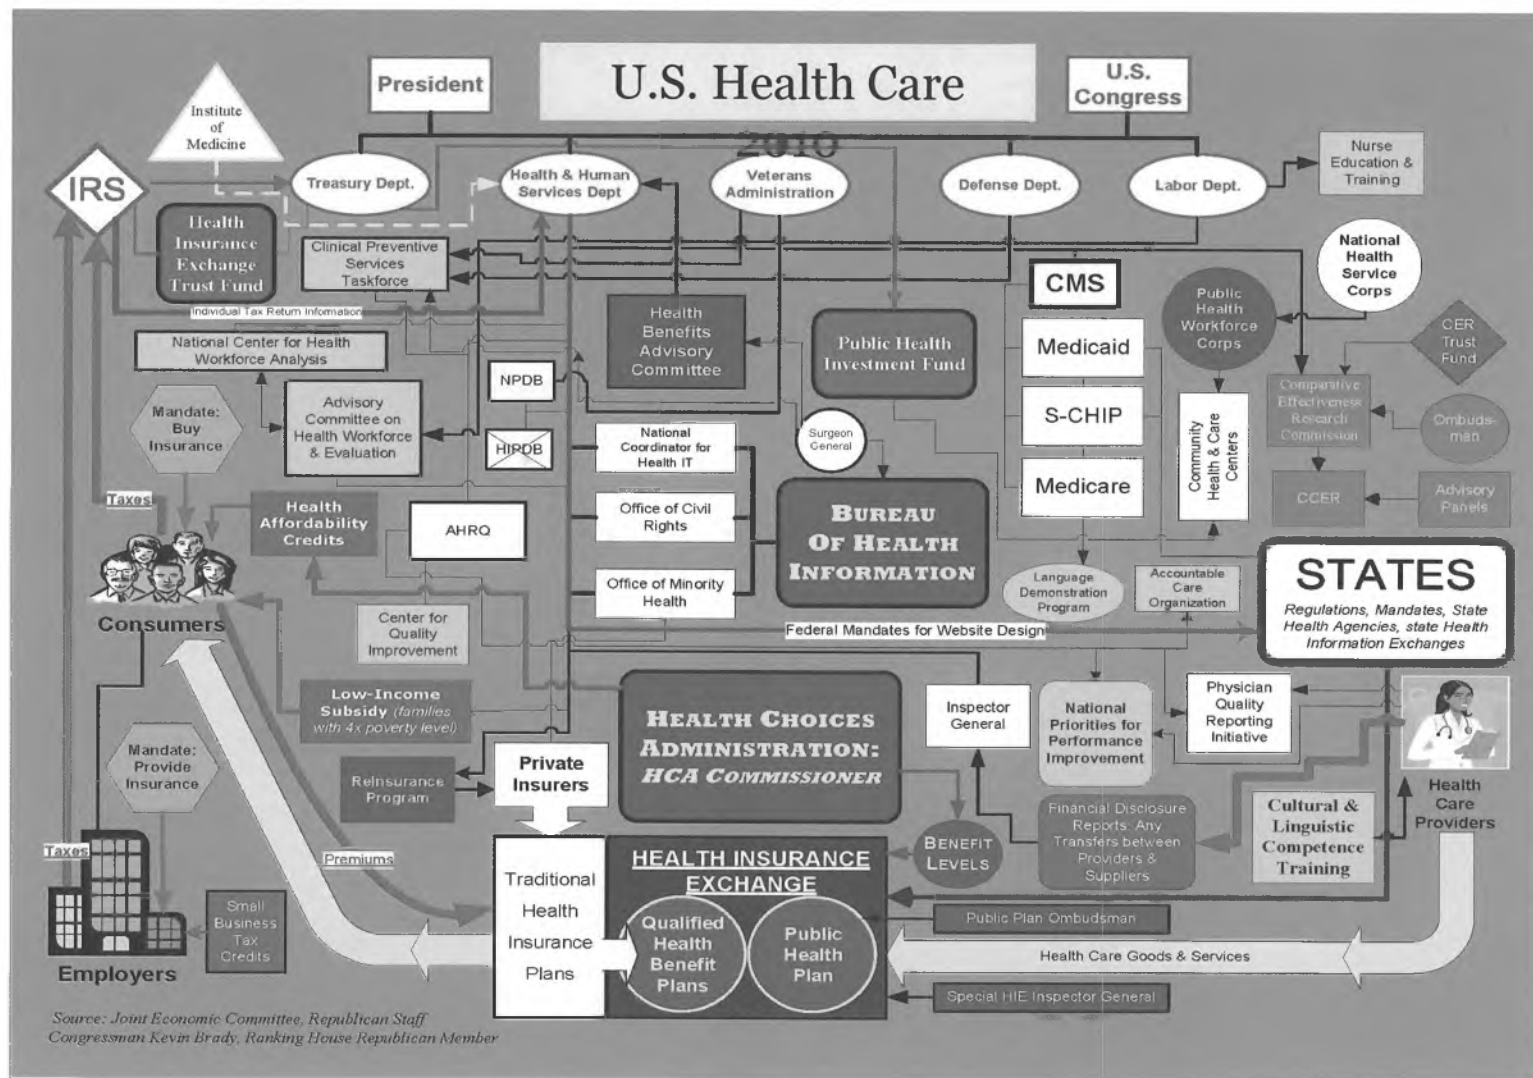 U.S. Health Care
2010
President
U.S.
Congress
Institute
of
Medicine
IRS
Treasury Dept.
Health & Human
Services Dept
Veterans
Administration
Defense Dept.
Labor Dept.
Nurse
Education &
Training
Health
Insurance
Exchange
Trust Fund
Clinical Preventive
Services
Taskforce
Individual Tax Return Information
National Center for Health
Workforce Analysis
Health
Benefits
Advisory
Committee
Public Health
Investment Fund
CMS
Medicaid
S-CHIP
Medicare
Public
Health
Workforce
Corps
National
Health
Service
Corps
CER
Trust
Fund
Comparative
Effectiveness
Research
Commission
Ombuds-
man
CCER
Advisory
Panels
Mandate:
Buy
Insurance
Advisory
Committee on
Health Workforce
& Evaluation
NPDB
HIPDB
National
Coordinator for
Health IT
Surgeon
General
Community
Health & Care
Centers
Taxes
Health
Affordability
Credits
AHRQ
Office of Civil
Rights
Office of Minority
Health
BUREAU
OF HEALTH
INFORMATION
Language
Demonstration
Program
Accountable
Care
Organization
STATES
Regulations, Mandates, State
Health Agencies, state Health
Information Exchanges
Consumers
Center for
Quality
Improvement
Federal Mandates for Website Design
Low-Income
Subsidy (families
with 4x poverty level)
HEALTH CHOICES
ADMINISTRATION:
HCA COMMISSIONER
Inspector
General
National
Priorities for
Performance
Improvement
Physician
Quality
Reporting
Initiative
Health
Care
Providers
Mandate:
Provide
Insurance
Reinsurance
Program
Private
Insurers
Financial Disclosure
Reports: Any
Transfers between
Providers &
Suppliers
Cultural &
Linguistic
Competence
Training
Taxes
Premiums
BENEFIT
LEVELS
Traditional
Health
Insurance
Plans
HEALTH INSURANCE
EXCHANGE
Qualified
Health
Benefit
Plans
Public
Health
Plan
Public Plan Ombudsman
Health Care Goods & Services
Special HIE Inspector General
Small
Business
Tax
Credits
Employers
Source: Joint Economic Committee, Republican Staff
Congressman Kevin Brady, Ranking House Republican Member